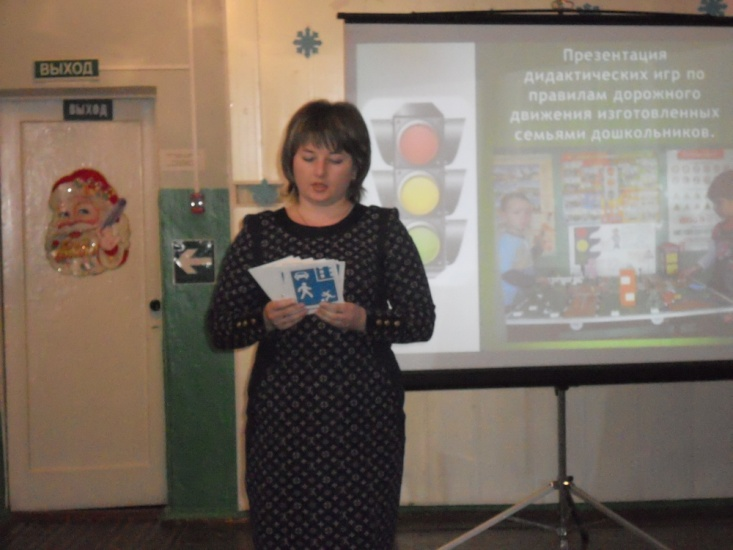 ВЫХОД
ВЫХОД
Презентация
дидактических игр по
правилам дорожного
движения изготовленных
семьями дошкольников.